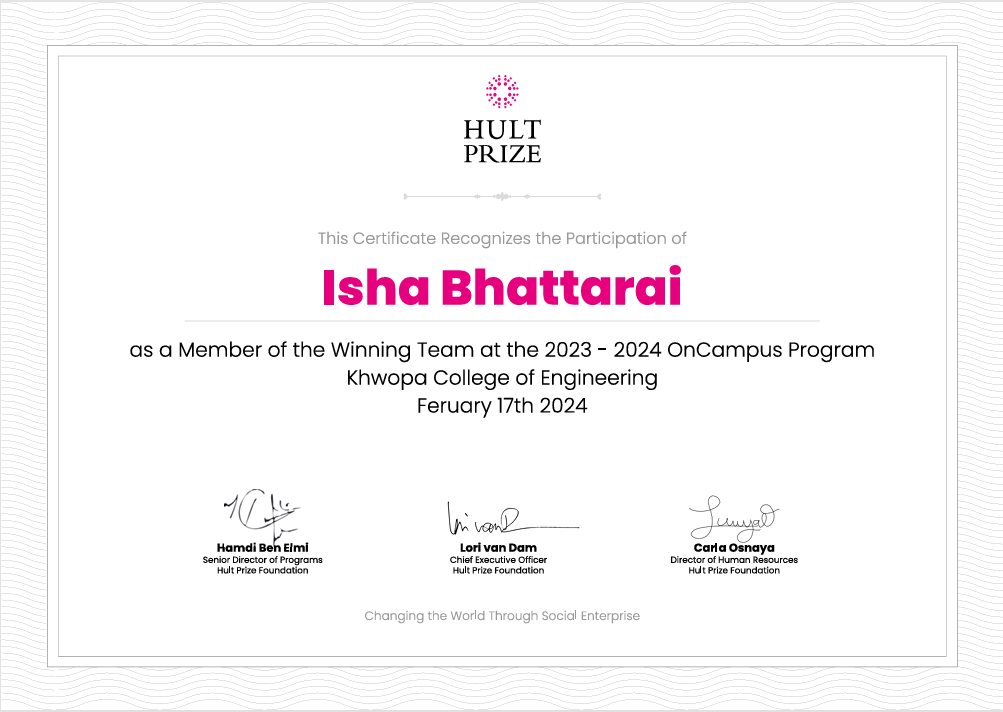 HULT
PRIZE
This Certificate Recognizes the Participation of
Isha Bhattarai
as a Member of the Winning Team at the 2023 - 2024 OnCampus Program
Khwopa College of Engineering
Feruary 17th 2024
Hamdi Ben Elmi
Senior Director of Programs
Hult Prize Foundation
Lori van Dam
Chief Executive Officer
Hult Prize Foundation
Carla Osnaya
Director of Human Resources
Hult Prize Foundation
Changing the World Through Social Enterprise